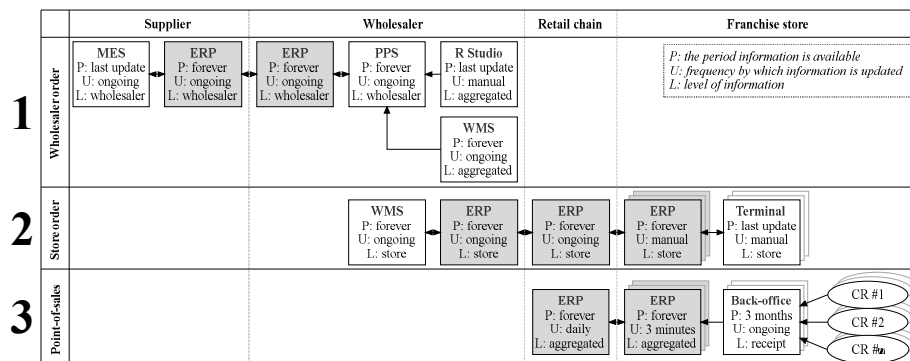 Supplier
Wholesaler
Retail chain
Franchise store
1
Wholesaler order
MES
P: last update
U: ongoing
L: wholesaler
ERP
P: forever
U: ongoing
L: wholesaler
ERP
P: forever
U: ongoing
L: wholesaler
PPS
P: forever
U: ongoing
L: wholesaler
R Studio
P: last update
U: manual
L: aggregated
P: the period information is available
U: frequency by which information is updated
L: level of information
WMS
P: forever
U: ongoing
L: aggregated
2
Store order
WMS
P: forever
U: ongoing
L: store
ERP
P: forever
U: ongoing
L: store
ERP
P: forever
U: ongoing
L: store
ERP
P: forever
U: manual
L: store
Terminal
P: last update
U: manual
L: store
3
Point-of-sales
ERP
P: forever
U: daily
L: aggregated
ERP
P: forever
U: 3 minutes
L: aggregated
Back-office
P: 3 months
U: ongoing
L: receipt
CR #1
CR #2
CR #